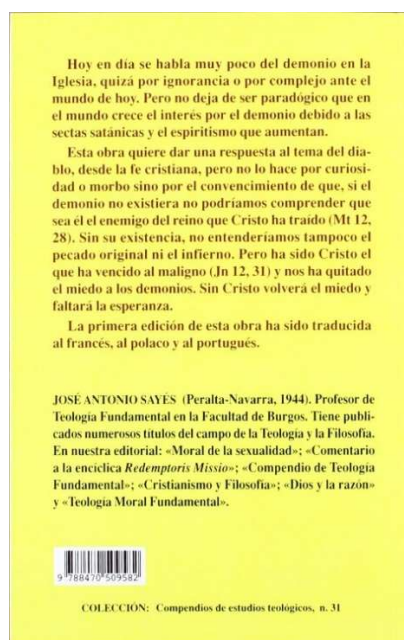 Hoy en día se habla muy poco del demonio en la
Iglesia, quizá por ignorancia o por complejo ante el
mundo de hoy. Pero no deja de ser paradógico que en
el mundo crece el interés por el demonio debido a las
sectas satánicas y el espiritismo que aumentan.
Esta obra quiere dar una respuesta al tema del dia-
blo, desde la fe cristiana, pero no lo hace por curiosi-
dad o morbo sino por el convencimiento de que, si el
demonio no existiera no podríamos comprender que
sea él el enemigo del reino que Cristo ha traído (Mt 12,
28). Sin su existencia, no entenderíamos tampoco el
pecado original ni el infierno. Pero ha sido Cristo el
que ha vencido al maligno (Jn 12, 31) y nos ha quitado
el miedo a los demonios. Sin Cristo volverá el miedo y
faltará la esperanza.
La primera edición de esta obra ha sido traducida
al francés, al polaco y al portugués.
JOSÉ ANTONIO SAYÉS (Peralta-Navarra, 1944). Profesor de
Teología Fundamental en la Facultad de Burgos. Tiene publi-
cados numerosos títulos del campo de la Teología y la Filosofía.
En nuestra editorial: «Moral de la sexualidad»; «Comentario
a la encíclica Redemptoris Missio»; «Compendio de Teología
Fundamental»; «Cristianismo y Filosofía»; «Dios y la razón»
y «Teología Moral Fundamental».
9 788470 509582
COLECCIÓN: Compendios de estudios teológicos, n. 31